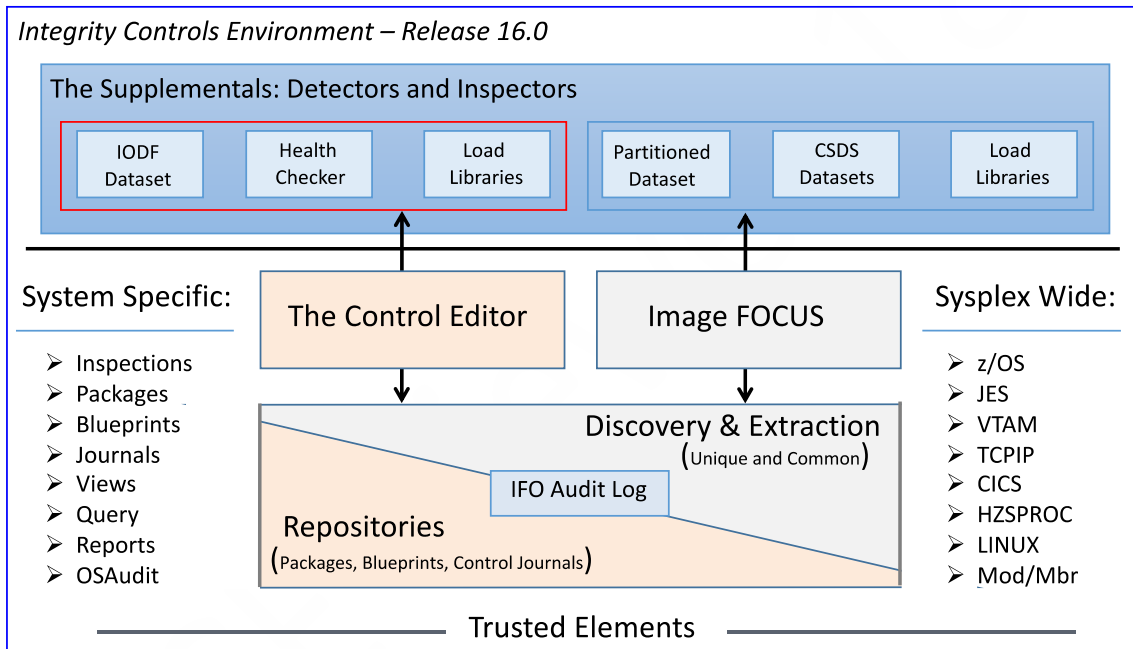 Integrity Controls Environment – Release 16.0
The Supplementals: Detectors and Inspectors
IODF
Dataset
Health
Checker
Load
Libraries
Partitioned
Dataset
CSDS
Datasets
Load
Libraries
System Specific:
Inspections
Packages
Blueprints
Journals
Views
Query
Reports
OSAudit
The Control Editor
Image FOCUS
Sysplex Wide:
z/OS
JES
VTAM
TCPIP
CICS
HZSPROC
LINUX
Mod/Mbr
Discovery & Extraction
(Unique and Common)
IFO Audit Log
Repositories
(Packages, Blueprints, Control Journals)
Trusted Elements